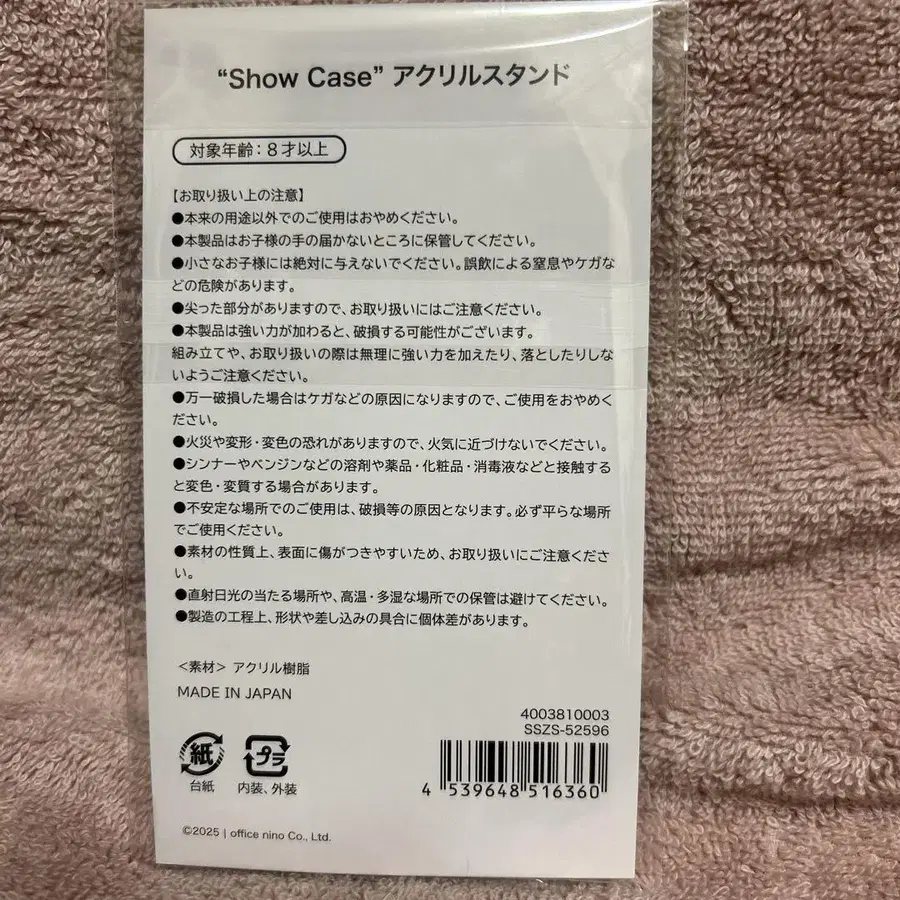 “Show Case” アクリルスタンド
対象年齢：8才以上
【お取り扱い上の注意】
●本来の用途以外でのご使用はおやめください。
●本製品はお子様の手の届かないところに保管してください。
●小さなお子様には絶対に与えないでください。誤飲による窒息やケガな
どの危険があります。
●尖った部分がありますので、お取り扱いにはご注意ください。
●本製品は強い力が加わると、破損する可能性がございます。
組み立てや、お取り扱いの際は無理に強い力を加えたり、落としたりしな
いようご注意ください。
●万一破損した場合はケガなどの原因になりますので、ご使用をおやめく
ださい。
●火災や変形・変色の恐れがありますので、火気に近づけないでください。
●シンナーやベンジンなどの溶剤や薬品・化粧品・消毒液などと接触する
と変色・変質する場合があります。
●不安定な場所でのご使用は、破損等の原因となります。必ず平らな場所
でご使用ください。
●素材の性質上、表面に傷がつきやすいため、お取り扱いにご注意くださ
い。
●直射日光の当たる場所や、高温・多湿な場所での保管は避けてください。
●製造の工程上、形状や差し込みの具合に個体差があります。
＜素材＞ アクリル樹脂
MADE IN JAPAN
4003810003
SSZS-52596
紙 プラ
台紙 内装、外装
4 539648 516360
©2025 | office nino Co., Ltd.